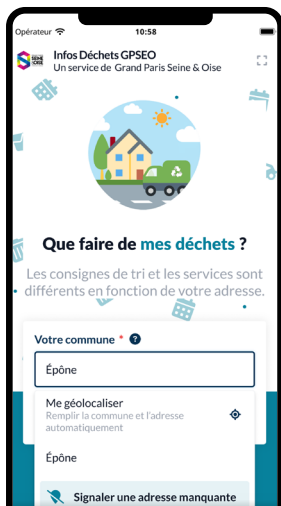 Opérateur
10:58
SEINE
&OISE
Infos Déchets GPSEO
Un service de Grand Paris Seine & Oise
Que faire de mes déchets ?
Les consignes de tri et les services sont
différents en fonction de votre adresse.
Votre commune * ?
Épône
Me géolocaliser
Remplir la commune et l'adresse
automatiquement
Épône
Signaler une adresse manquante